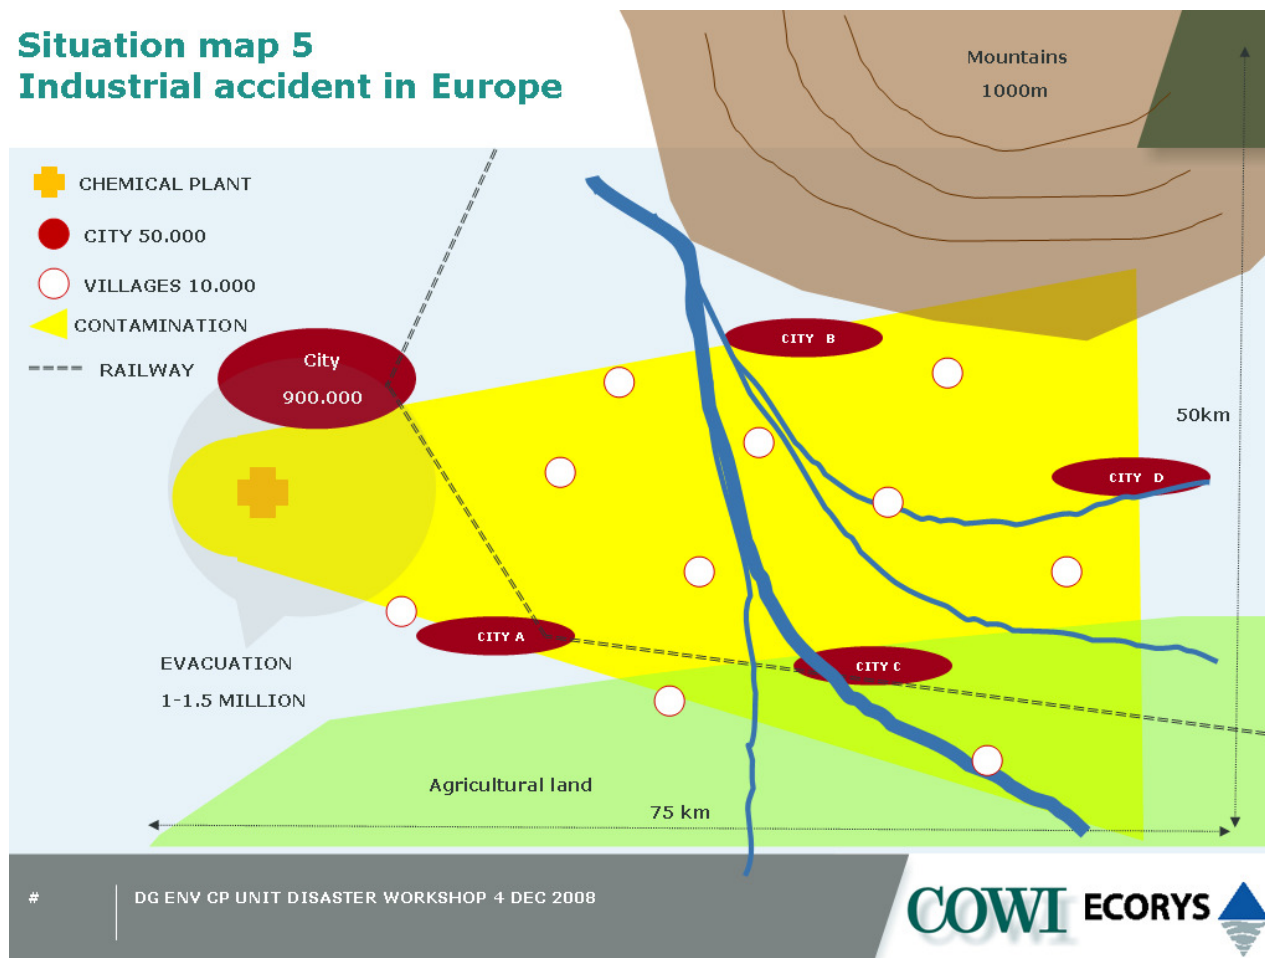 Situation map 5
Industrial accident in Europe
Mountains
1000m
CHEMICAL PLANT
CITY 50.000
VILLAGES 10.000
CONTAMINATION
RAILWAY
City
900.000
CITY B
50km
CITY D
CITY A
CITY C
EVACUATION
1-1.5 MILLION
Agricultural land
75 km
#
DG ENV CP UNIT DISASTER WORKSHOP 4 DEC 2008
COWI
ECORYS